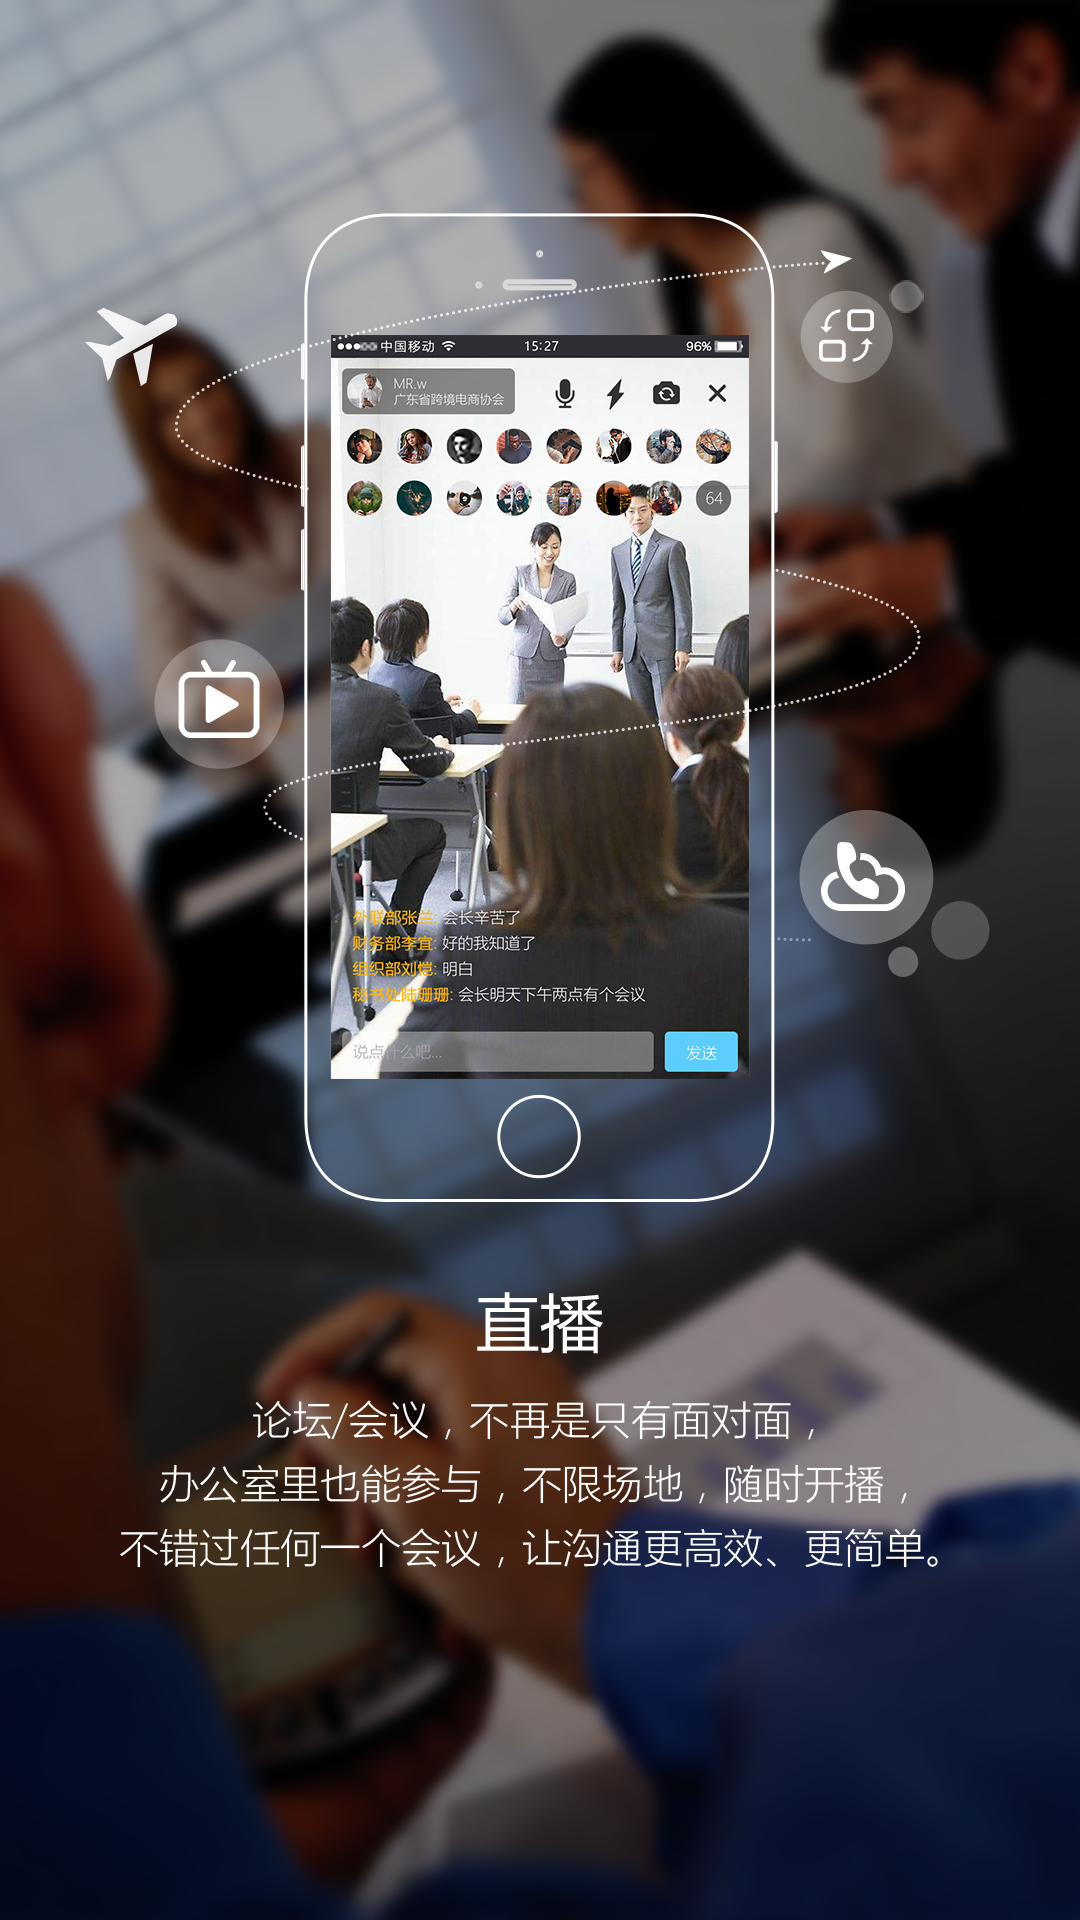 中国移动
15:27
96%
MR.w
广东省跨境电商协会
64
外联部张兰: 会长辛苦了
财务部李宜: 好的我知道了
组织部刘恺: 明白
秘书处陆珊珊: 会长明天下午两点有个会议
说点什么吧...
发送
直播
论坛/会议，不再是只有面对面，
办公室里也能参与，不限场地，随时开播，
不错过任何一个会议，让沟通更高效、更简单。